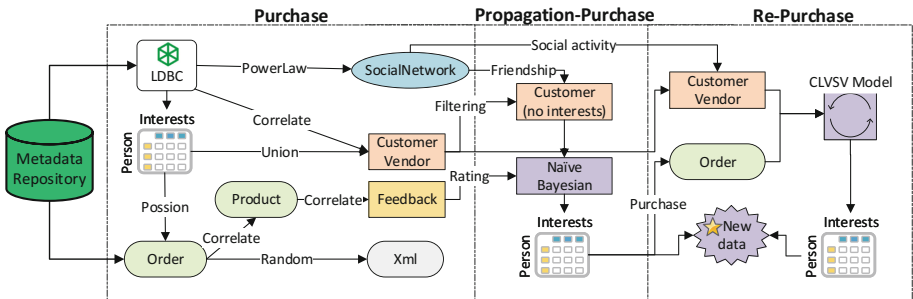 Purchase
Propagation-Purchase
Re-Purchase
LDBC
PowerLaw
SocialNetwork
Social activity
Friendship
Customer
(no interests)
Customer
Vendor
CLVSV Model
Metadata
Repository
Interests
Person
Correlate
Union
Customer
Vendor
Filtering
Naïve
Bayesian
Order
Possion
Product
Correlate
Feedback
Rating
Purchase
Correlate
Order
Random
Xml
Interests
Person
New
data
Interests
Person